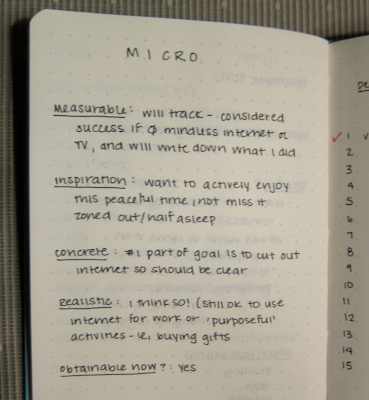 MICRO
Measurable: will track - considered
success if ∅ mindless internet or
TV, and will write down what I did
inspiration: want to actively enjoy
this peaceful time, not miss it
zoned out/half asleep
concrete: #1 part of goal is to cut out
internet so should be clear
realistic: I think so! (still ok to use
internet for work or 'purposeful'
activities - i.e. buying gifts
obtainable now?: yes
1
2
3
4
5
6
7
8
9
10
11
12
13
14
15